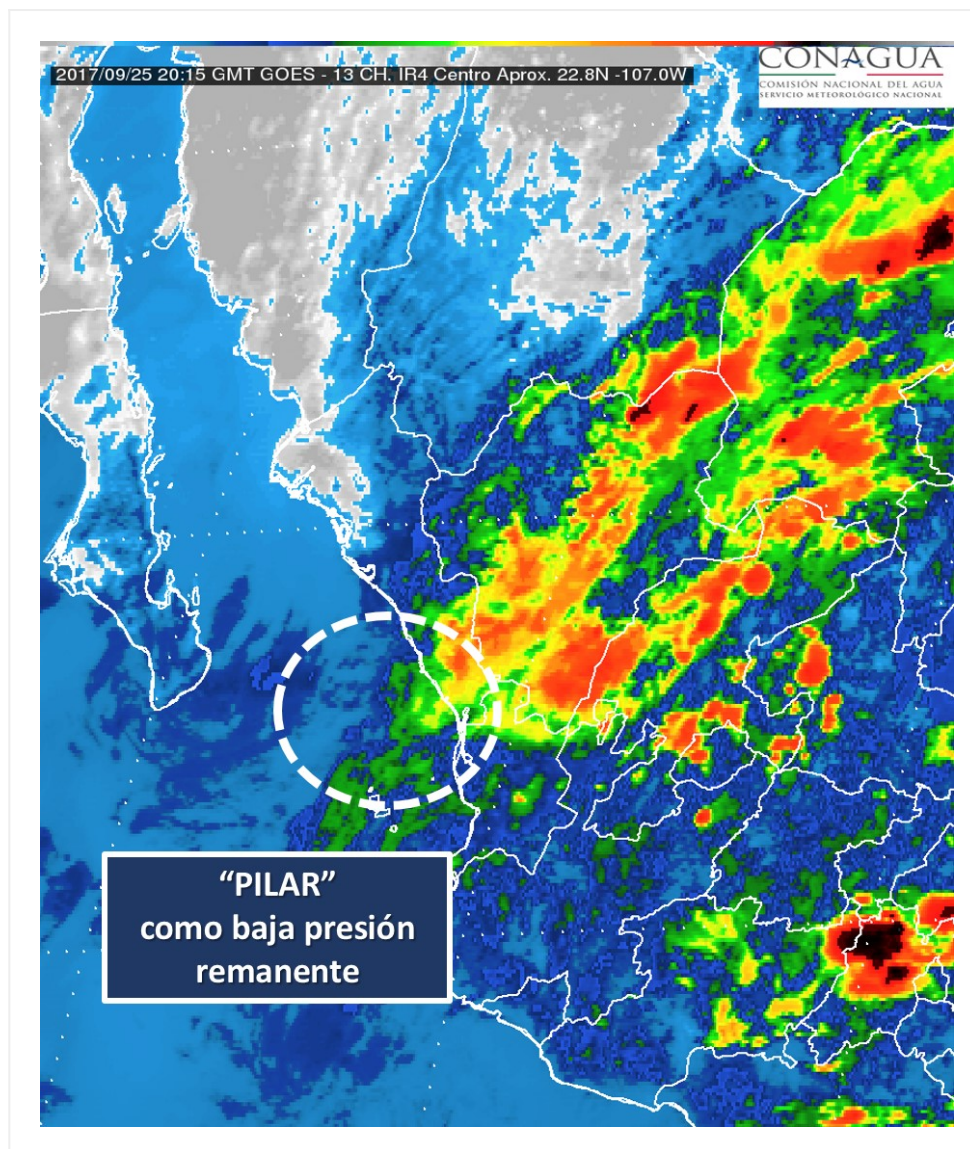 2017/09/25 20:15 GMT GOES - 13 CH. IR4 Centro Aprox. 22.8N -107.0W
CONAGUA
COMISIÓN NACIONAL DEL AGUA
SERVICIO METEOROLÓGICO NACIONAL
“PILAR”
como baja presión
remanente